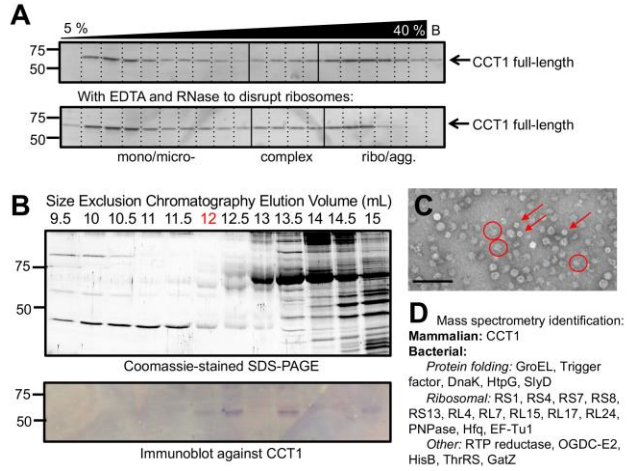 A
5 %
40 %
B
75
50
CCT1 full-length
With EDTA and RNase to disrupt ribosomes:
75
50
CCT1 full-length
mono/micro-
complex
ribo/agg.
B
Size Exclusion Chromatography Elution Volume (mL)
9.5 10 10.5 11 11.5 12 12.5 13 13.5 14 14.5 15
75
50
Coomassie-stained SDS-PAGE
75
50
Immunoblot against CCT1
C
D
Mass spectrometry identification:
Mammalian: CCT1
Bacterial:
Protein folding: GroEL, Trigger
factor, DnaK, HtpG, SlyD
Ribosomal: RS1, RS4, RS7, RS8,
RS13, RL4, RL7, RL15, RL17, RL24,
PNPase, Hfq, EF-Tu1
Other: RTP reductase, OGDC-E2,
HisB, ThrRS, GatZ